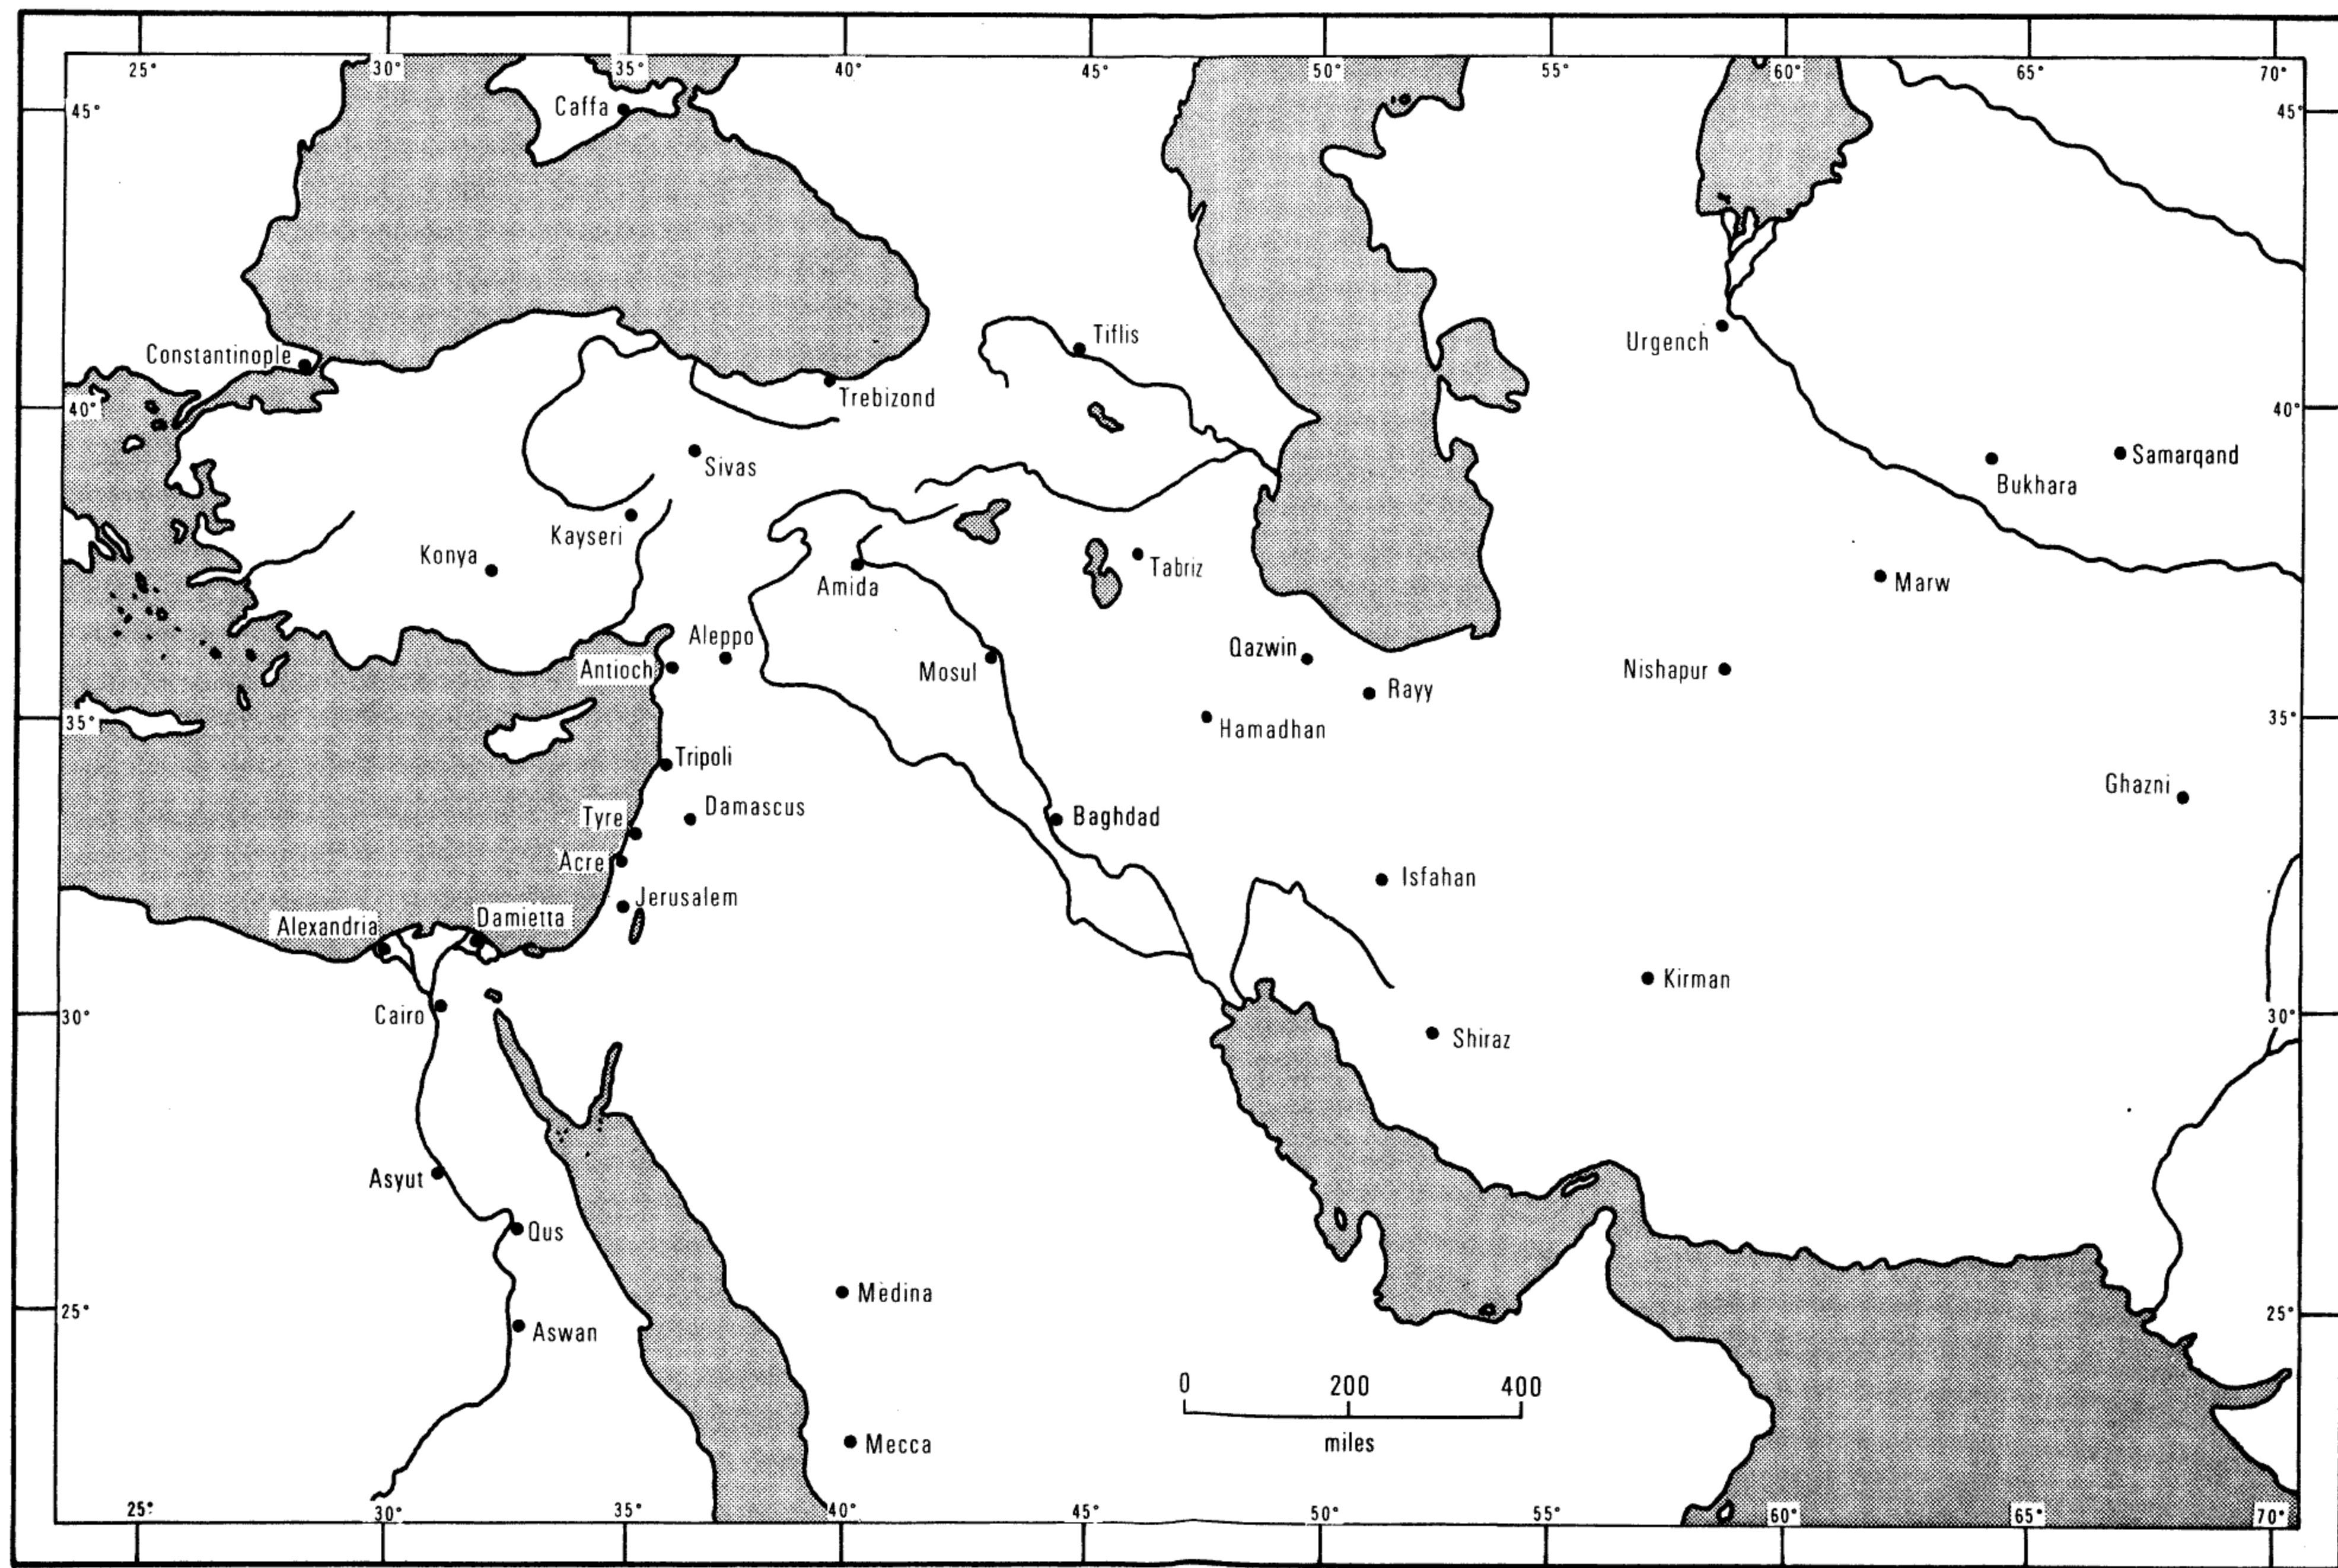 25° 30° 35° 40° 45° 50° 55° 60° 65° 70°
45° Caffa 45°
Tiflis
Urgench
Constantinople
Trebizond
40° 40°
Sivas Samarqand
Bukhara
Kayseri
Konya Tabriz
Amida Marw
Aleppo Qazwin
Antioch Mosul Nishapur
Rayy
35° Hamadhan 35°
Tripoli
Ghazni
Damascus
Tyre Baghdad
Acre
Isfahan
Jerusalem
Alexandria Damietta
Kirman
Cairo 30° 30°
Shiraz
Asyut
Qus
Medina
25° 25°
Aswan
0 200 400
miles
Mecca
25° 30° 35° 40° 45° 50° 55° 60° 65° 70°